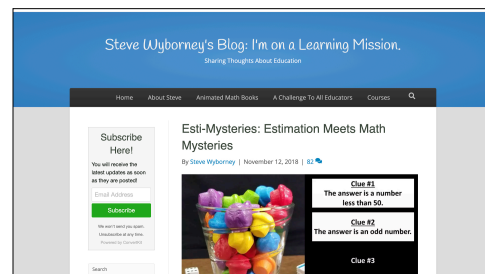 Steve Wyborney's Blog: I'm on a Learning Mission.
Sharing Thoughts About Education
Home About Steve Animated Math Books A Challenge To All Educators Courses
Subscribe
Here!
You will receive the
latest updates as soon
as they are posted!
Email Address
Subscribe
We won't send you spam.
Unsubscribe at any time.
Powered by ConvertKit
Search
Esti-Mysteries: Estimation Meets Math
Mysteries
By Steve Wyborney | November 12, 2018 | 82
Clue #1
The answer is a number
less than 50.
Clue #2
The answer is an odd number.
Clue #3